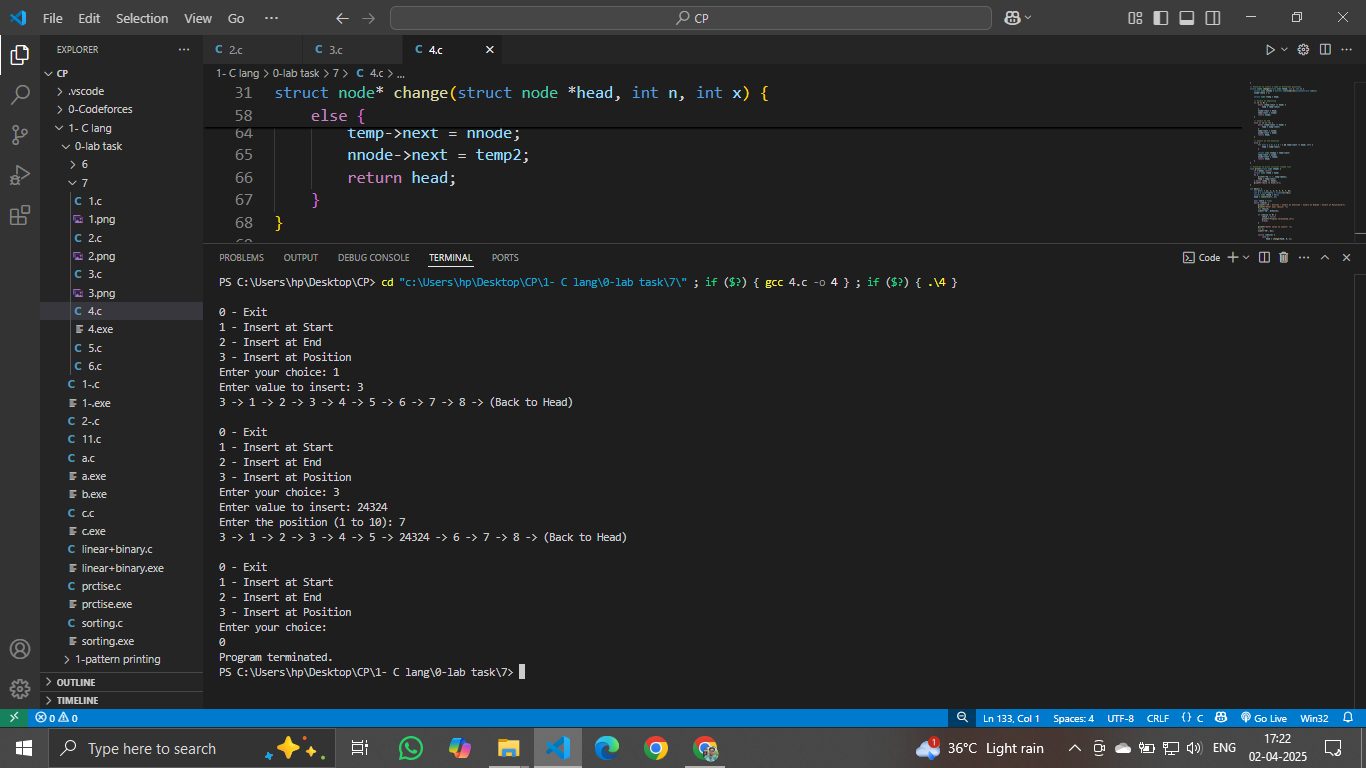 File Edit Selection View Go ··· CP
EXPLORER ···
CP
.vscode
0-Codeforces
1- C lang
0-lab task
6
7
C 1.c
1.png
C 2.c
2.png
C 3.c
3.png
C 4.c
4.exe
C 5.c
C 6.c
C 1-.c
1-.exe
C 2-.c
C 11.c
C a.c
a.exe
b.exe
C c.c
c.exe
C linear+binary.c
linear+binary.exe
C prctise.c
prctise.exe
C sorting.c
sorting.exe
1-pattern printing
OUTLINE
TIMELINE
C 2.c C 3.c C 4.c
1- C lang > 0-lab task > 7 > C 4.c > ...
31 struct node* change(struct node *head, int n, int x) {
58 else {
64 temp->next = nnode;
65 nnode->next = temp2;
66 return head;
67 }
68 }
PROBLEMS OUTPUT DEBUG CONSOLE TERMINAL PORTS Code
PS C:\Users\hp\Desktop\CP> cd "c:\Users\hp\Desktop\CP\1- C lang\0-lab task\7\" ; if ($?) { gcc 4.c -o 4 } ; if ($?) { .\4 }
0 - Exit
1 - Insert at Start
2 - Insert at End
3 - Insert at Position
Enter your choice: 1
Enter value to insert: 3
3 -> 1 -> 2 -> 3 -> 4 -> 5 -> 6 -> 7 -> 8 -> (Back to Head)
0 - Exit
1 - Insert at Start
2 - Insert at End
3 - Insert at Position
Enter your choice: 3
Enter value to insert: 24324
Enter the position (1 to 10): 7
3 -> 1 -> 2 -> 3 -> 4 -> 5 -> 24324 -> 6 -> 7 -> 8 -> (Back to Head)
0 - Exit
1 - Insert at Start
2 - Insert at End
3 - Insert at Position
Enter your choice:
0
Program terminated.
PS C:\Users\hp\Desktop\CP\1- C lang\0-lab task\7>
0 0 Ln 133, Col 1 Spaces: 4 UTF-8 CRLF {} C Go Live Win32
Type here to search 1 36°C Light rain ENG 17:22
02-04-2025